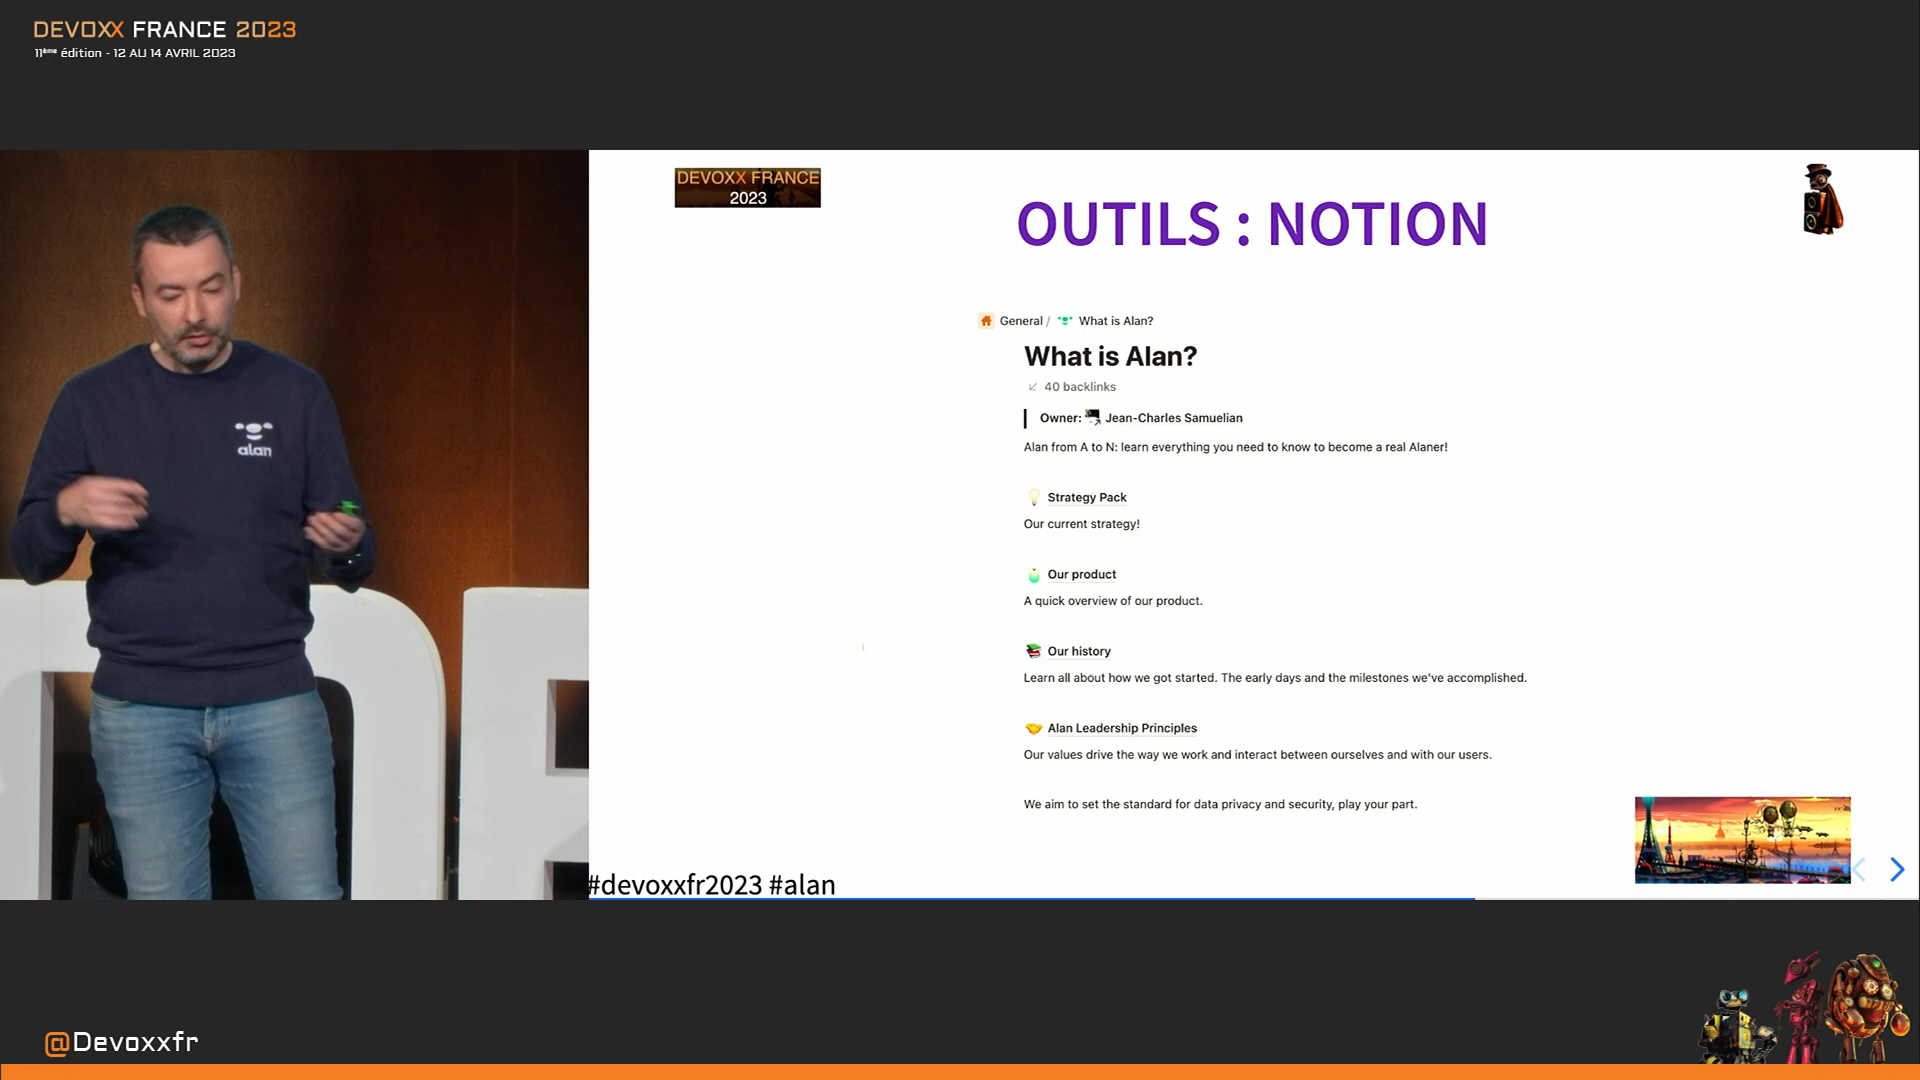 DEVOXX FRANCE 2023
11ème édition - 12 AU 14 AVRIL 2023
alan
DEVOXX FRANCE
2023
OUTILS : NOTION
General / What is Alan?
What is Alan?
40 backlinks
Owner: Jean-Charles Samuelian
Alan from A to N: learn everything you need to know to become a real Alaner!
Strategy Pack
Our current strategy!
Our product
A quick overview of our product.
Our history
Learn all about how we got started. The early days and the milestones we've accomplished.
Alan Leadership Principles
Our values drive the way we work and interact between ourselves and with our users.
We aim to set the standard for data privacy and security, play your part.
#devoxxfr2023 #alan
@Devoxxfr